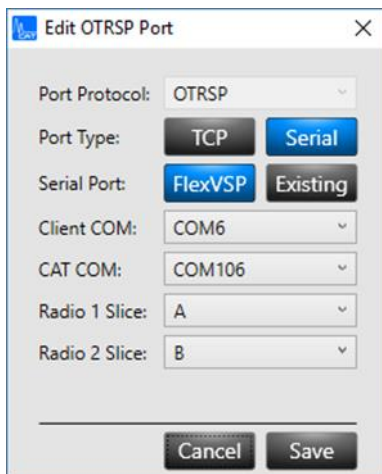 CAT
Edit OTRSP Port
Port Protocol: OTRSP
Port Type: TCP Serial
Serial Port: FlexVSP Existing
Client COM: COM6
CAT COM: COM106
Radio 1 Slice: A
Radio 2 Slice: B
Cancel Save